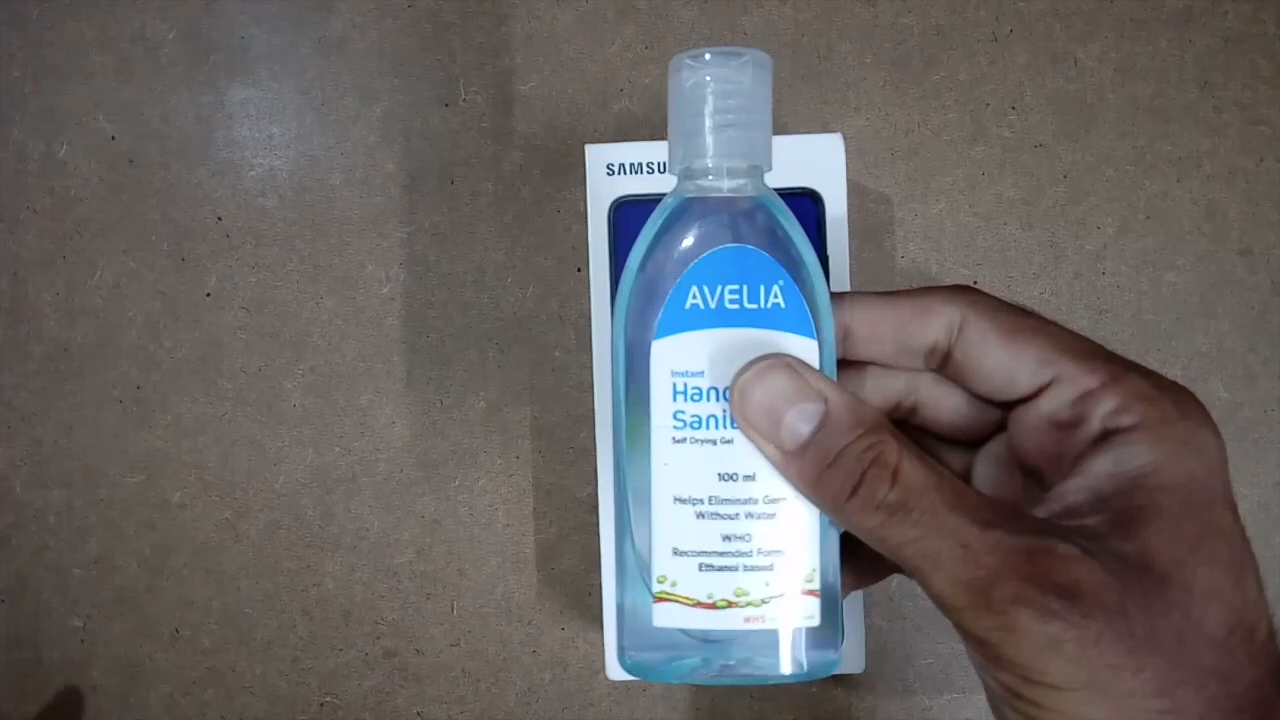 SAMSU
AVELIA®
Instant
Hand
Sani
Self Drying Gel
100 ml
Helps Eliminate Ger
Without Water
WHO
Recommended Form
Ethanol based